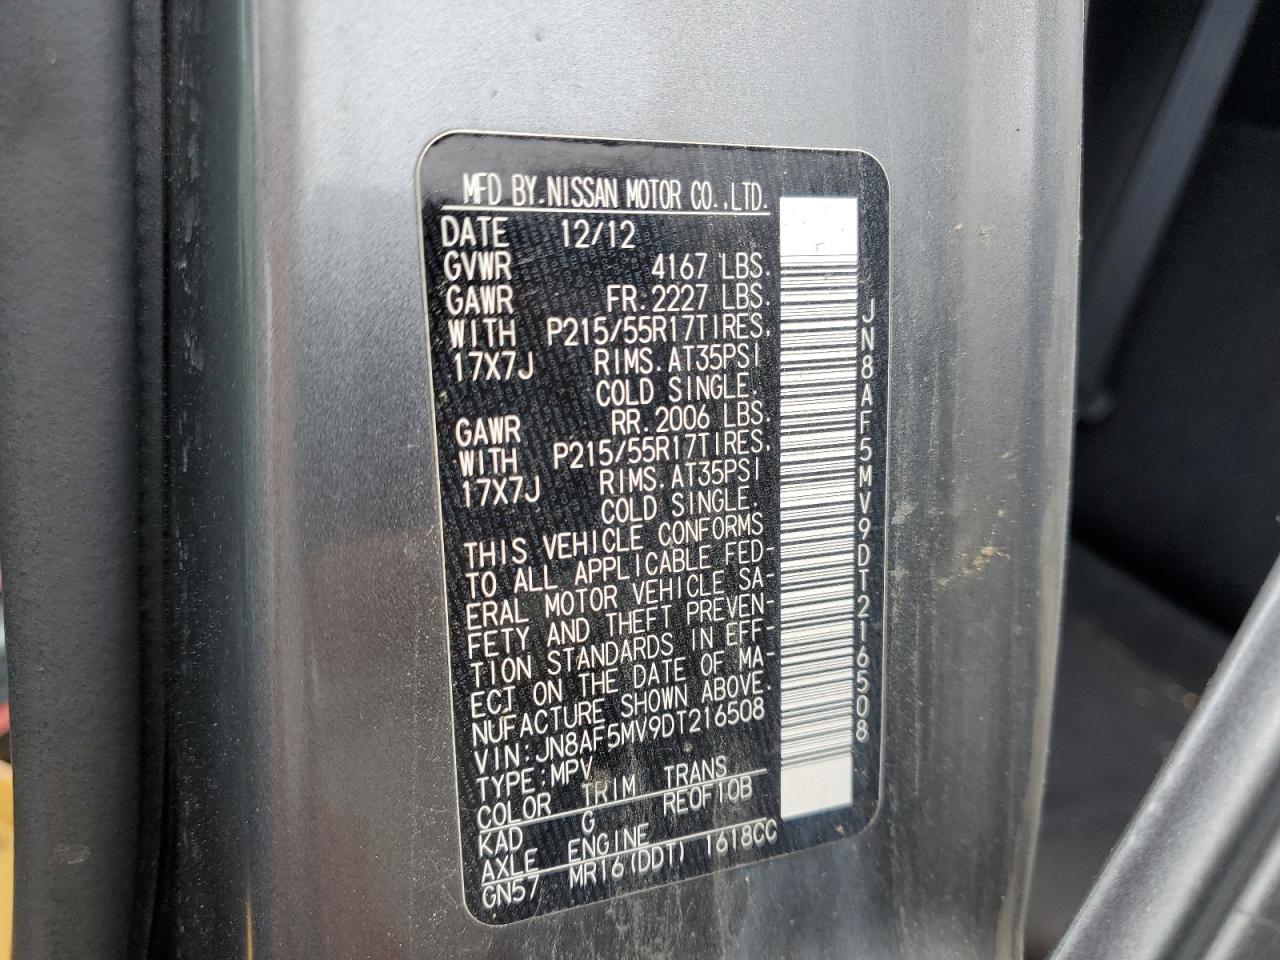 MFD BY.NISSAN MOTOR CO.,LTD.
DATE 12/12
GVWR 4167 LBS.
GAWR FR.2227 LBS.
WITH P215/55R17TIRES.
17X7J RIMS.AT35PSI
COLD SINGLE.
GAWR RR.2006 LBS.
WITH P215/55R17TIRES.
17X7J RIMS.AT35PSI
COLD SINGLE.
THIS VEHICLE CONFORMS
TO ALL APPLICABLE FED-
ERAL MOTOR VEHICLE SA-
FETY AND THEFT PREVEN-
TION STANDARDS IN EFF-
ECT ON THE DATE OF MA-
NUFACTURE SHOWN ABOVE.
VIN:JN8AF5MV9DT216508
TYPE:MPV
COLOR TRIM TRANS
KAD G RE0F10B
AXLE ENGINE
GN57 MR16(DDT) 1618CC
JN8AF5MV9DT216508